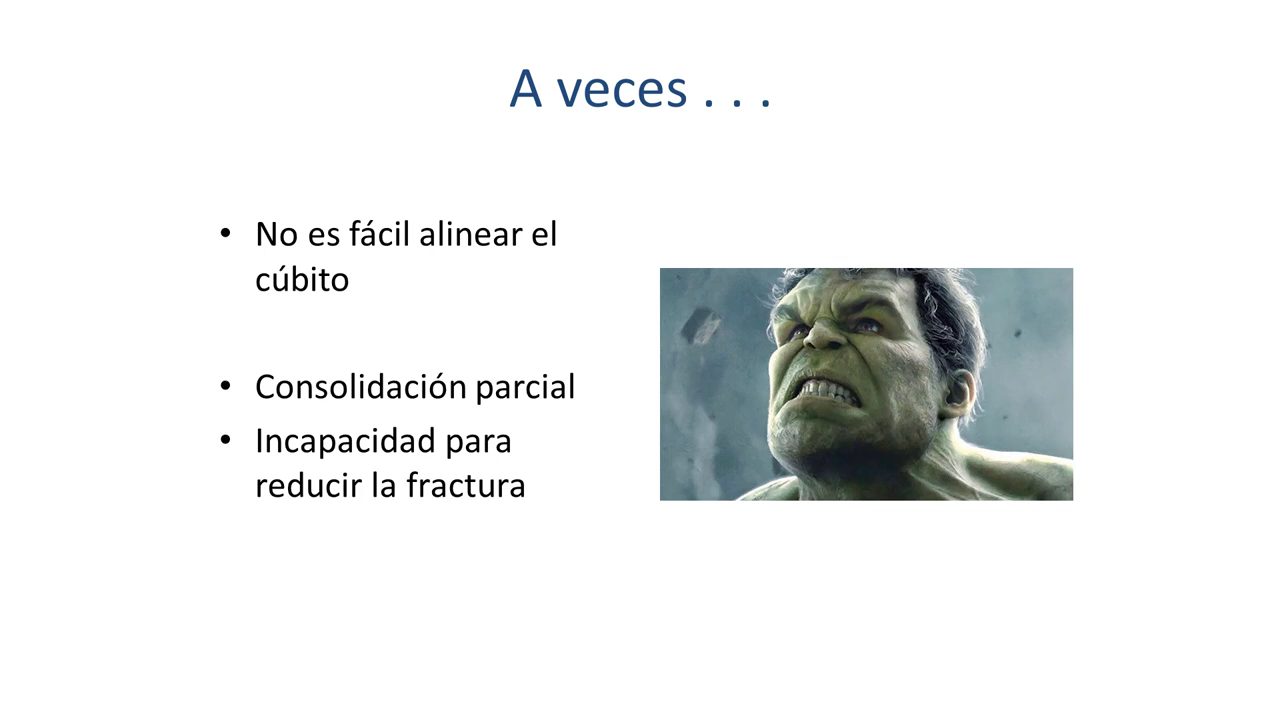 A veces . . .
• No es fácil alinear el
cúbito
• Consolidación parcial
• Incapacidad para
reducir la fractura